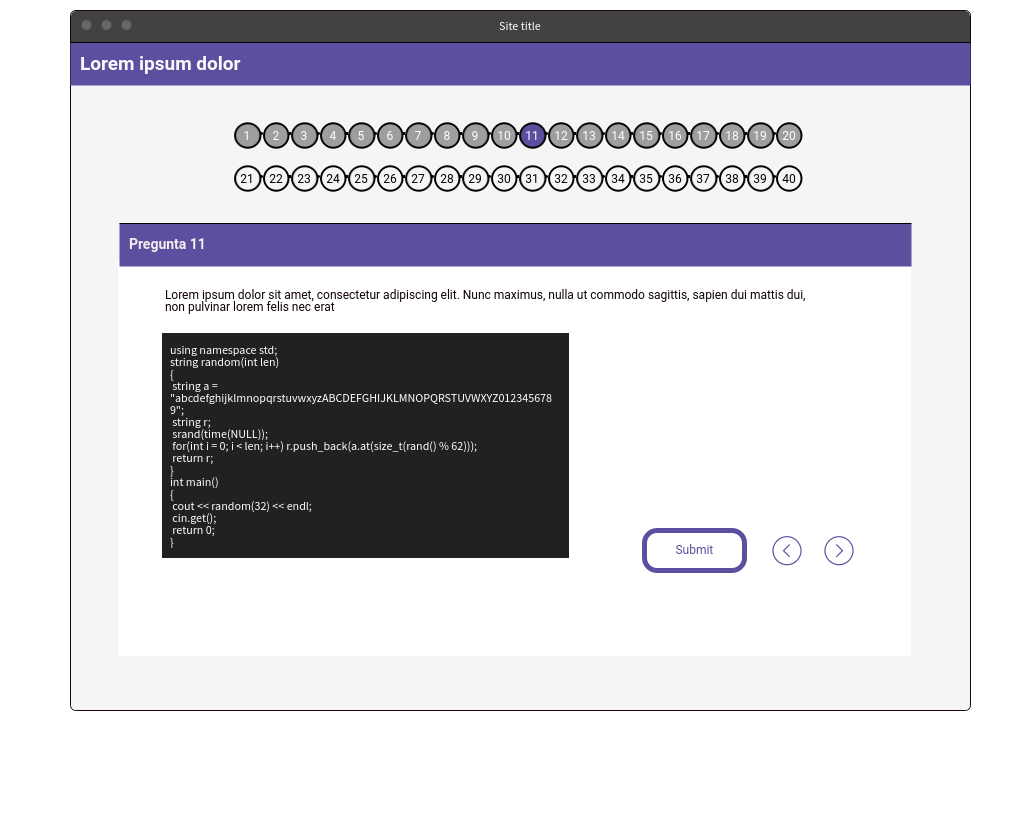 Site title
Lorem ipsum dolor
1 2 3 4 5 6 7 8 9 10 11 12 13 14 15 16 17 18 19 20
21 22 23 24 25 26 27 28 29 30 31 32 33 34 35 36 37 38 39 40
Pregunta 11
Lorem ipsum dolor sit amet, consectetur adipiscing elit. Nunc maximus, nulla ut commodo sagittis, sapien dui mattis dui,
non pulvinar lorem felis nec erat
using namespace std;
string random(int len)
{
string a =
"abcdefghijklmnopqrstuvwxyzABCDEFGHIJKLMNOPQRSTUVWXYZ012345678
9";
string r;
srand(time(NULL));
for(int i = 0; i < len; i++) r.push_back(a.at(size_t(rand() % 62)));
return r;
}
int main()
{
cout << random(32) << endl;
cin.get();
return 0;
}
Submit